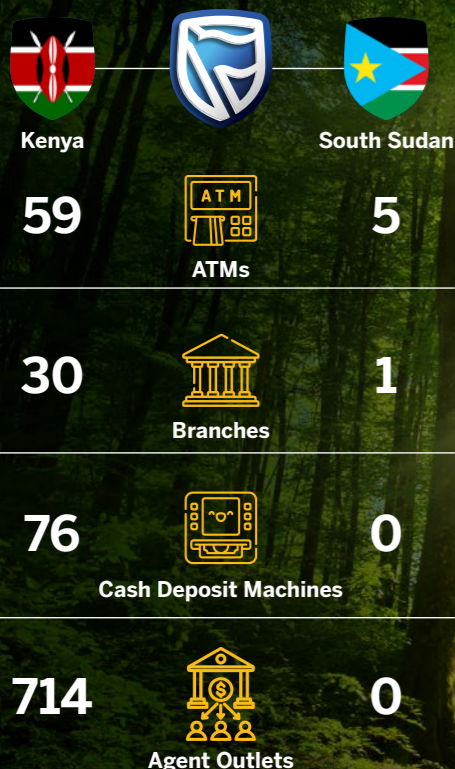 Kenya
South Sudan
59
ATM
5
ATMs
30
1
Branches
76
0
Cash Deposit Machines
714
$
0
Agent Outlets